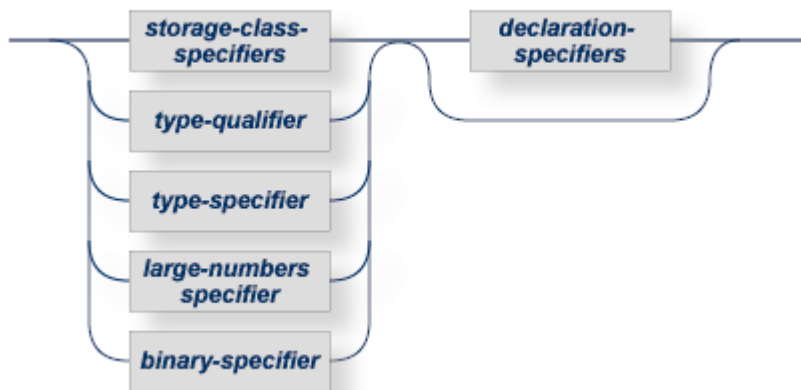 storage-class-
specifiers
declaration-
specifiers
type-qualifier
type-specifier
large-numbers
specifier
binary-specifier